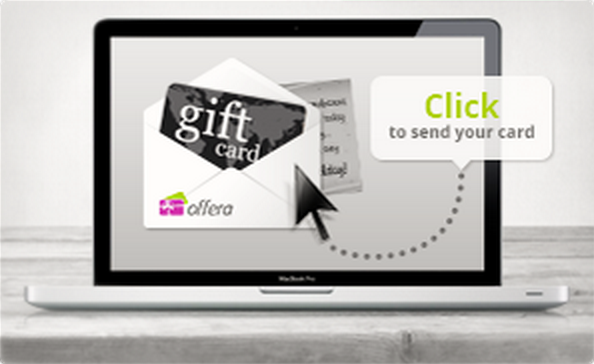 gift
card
Click
to send your card
offera
MacBook Pro